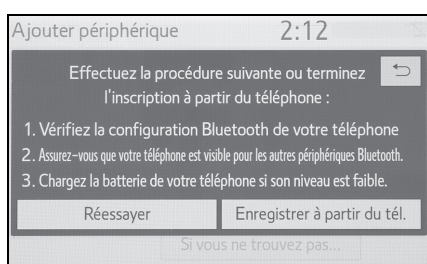 Ajouter périphérique 2:12
Effectuez la procédure suivante ou terminez
l'inscription à partir du téléphone :
1. Vérifiez la configuration Bluetooth de votre téléphone
2. Assurez-vous que votre téléphone est visible pour les autres périphériques Bluetooth.
3. Chargez la batterie de votre téléphone si son niveau est faible.
Réessayer Enregistrer à partir du tél.
Si vous ne trouvez pas...